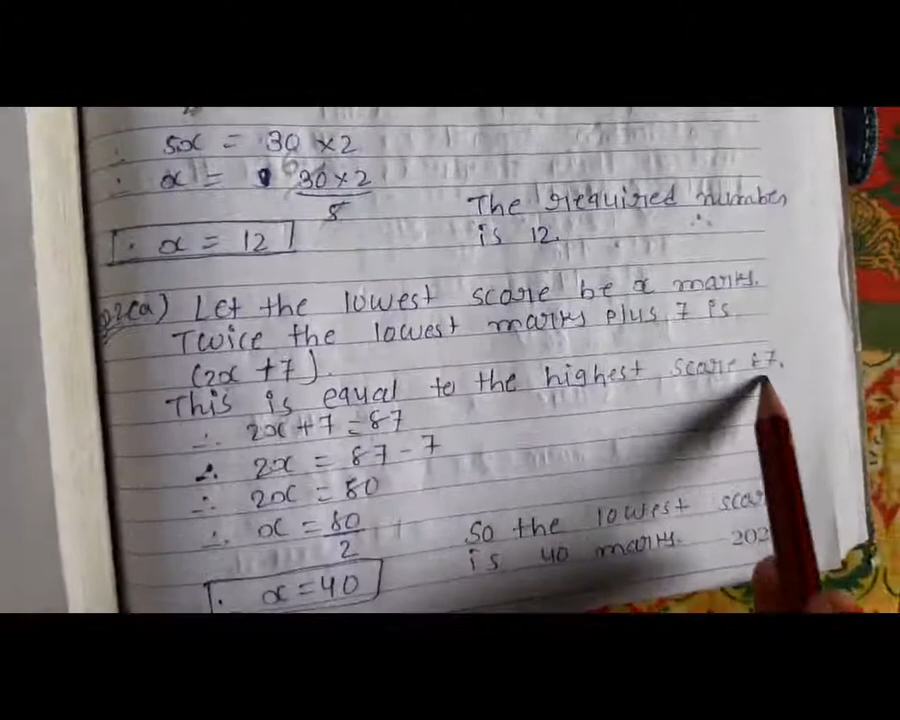 ∴ 5x = 30 × 2
∴ x = 30×2
5
∴ x = 12
The required number
is 12.
Q2(a) Let the lowest score be x marks.
Twice the lowest marks plus 7 is
(2x + 7).
This is equal to the highest score 87.
∴ 2x + 7 = 87
∴ 2x = 87 - 7
∴ 2x = 80
∴ x = 80
2
∴ x = 40
So the lowest
is 40 marks.
202